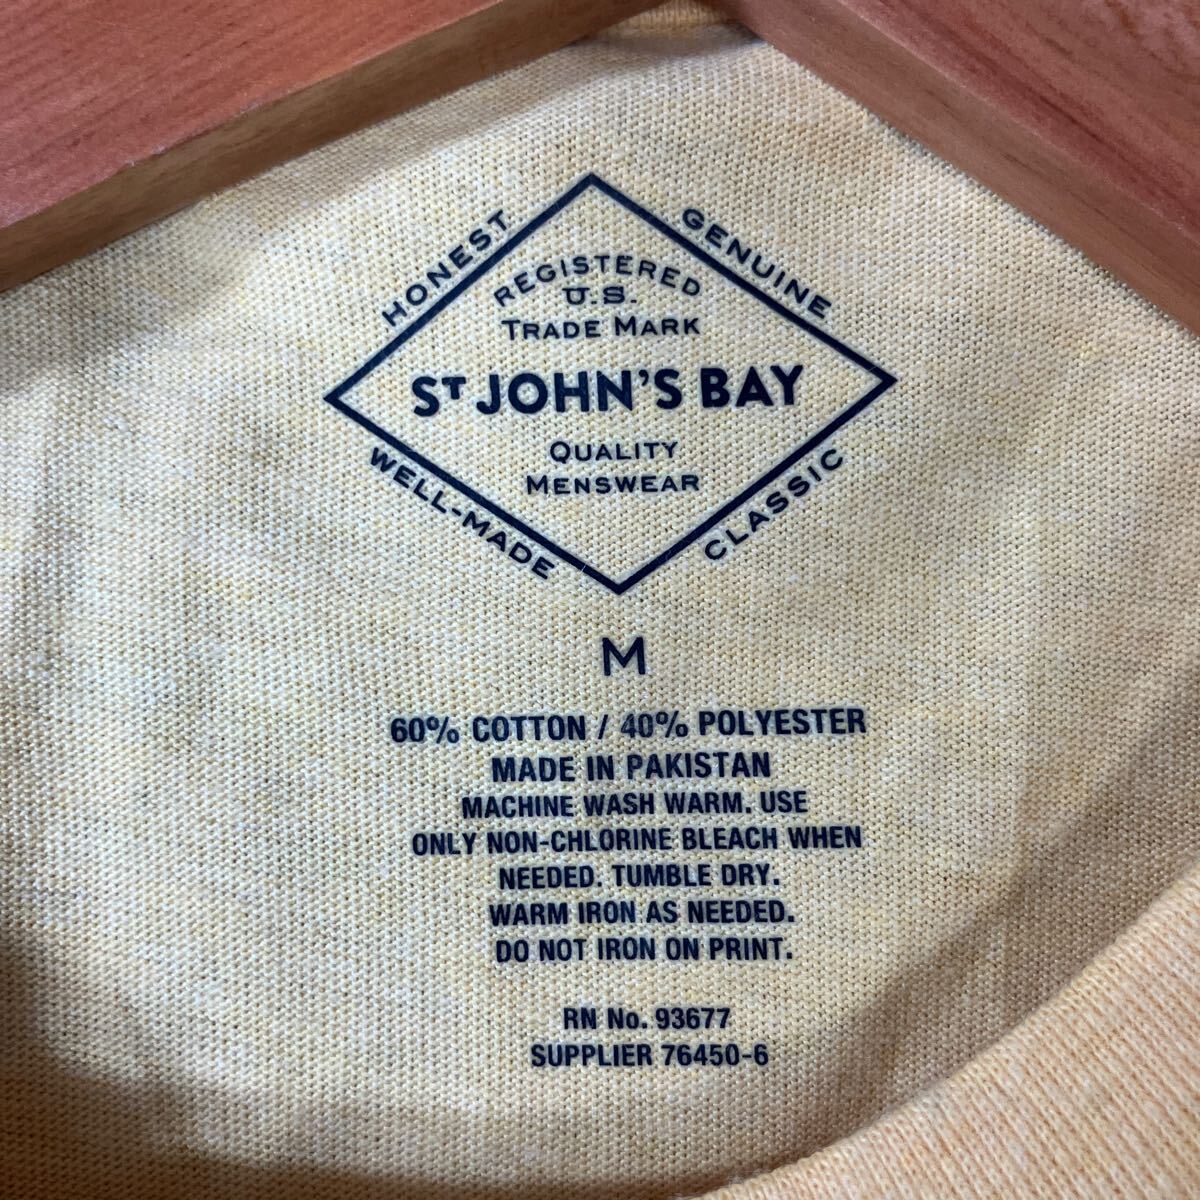 HONEST
GENUINE
REGISTERED
U.S.
TRADE MARK
ST JOHN'S BAY
QUALITY
MENSWEAR
WELL-MADE
CLASSIC
M
60% COTTON / 40% POLYESTER
MADE IN PAKISTAN
MACHINE WASH WARM. USE
ONLY NON-CHLORINE BLEACH WHEN
NEEDED. TUMBLE DRY.
WARM IRON AS NEEDED.
DO NOT IRON ON PRINT.
RN No. 93677
SUPPLIER 76450-6